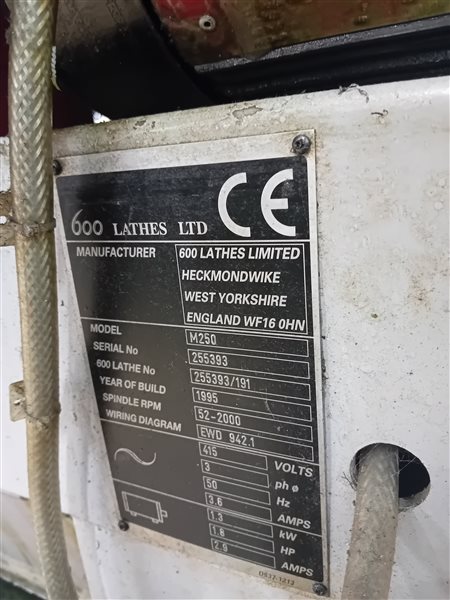 600 LATHES LTD CE
MANUFACTURER
600 LATHES LIMITED
HECKMONDWIKE
WEST YORKSHIRE
ENGLAND WF16 0HN
MODEL M250
SERIAL No 255393
600 LATHE No 255393/191
YEAR OF BUILD 1995
SPINDLE RPM 52-2000
WIRING DIAGRAM EWD 942.1
415 VOLTS
3 ph ø
50 Hz
3.6 AMPS
1.3 kW
1.8 HP
2.9 AMPS
0837-1213